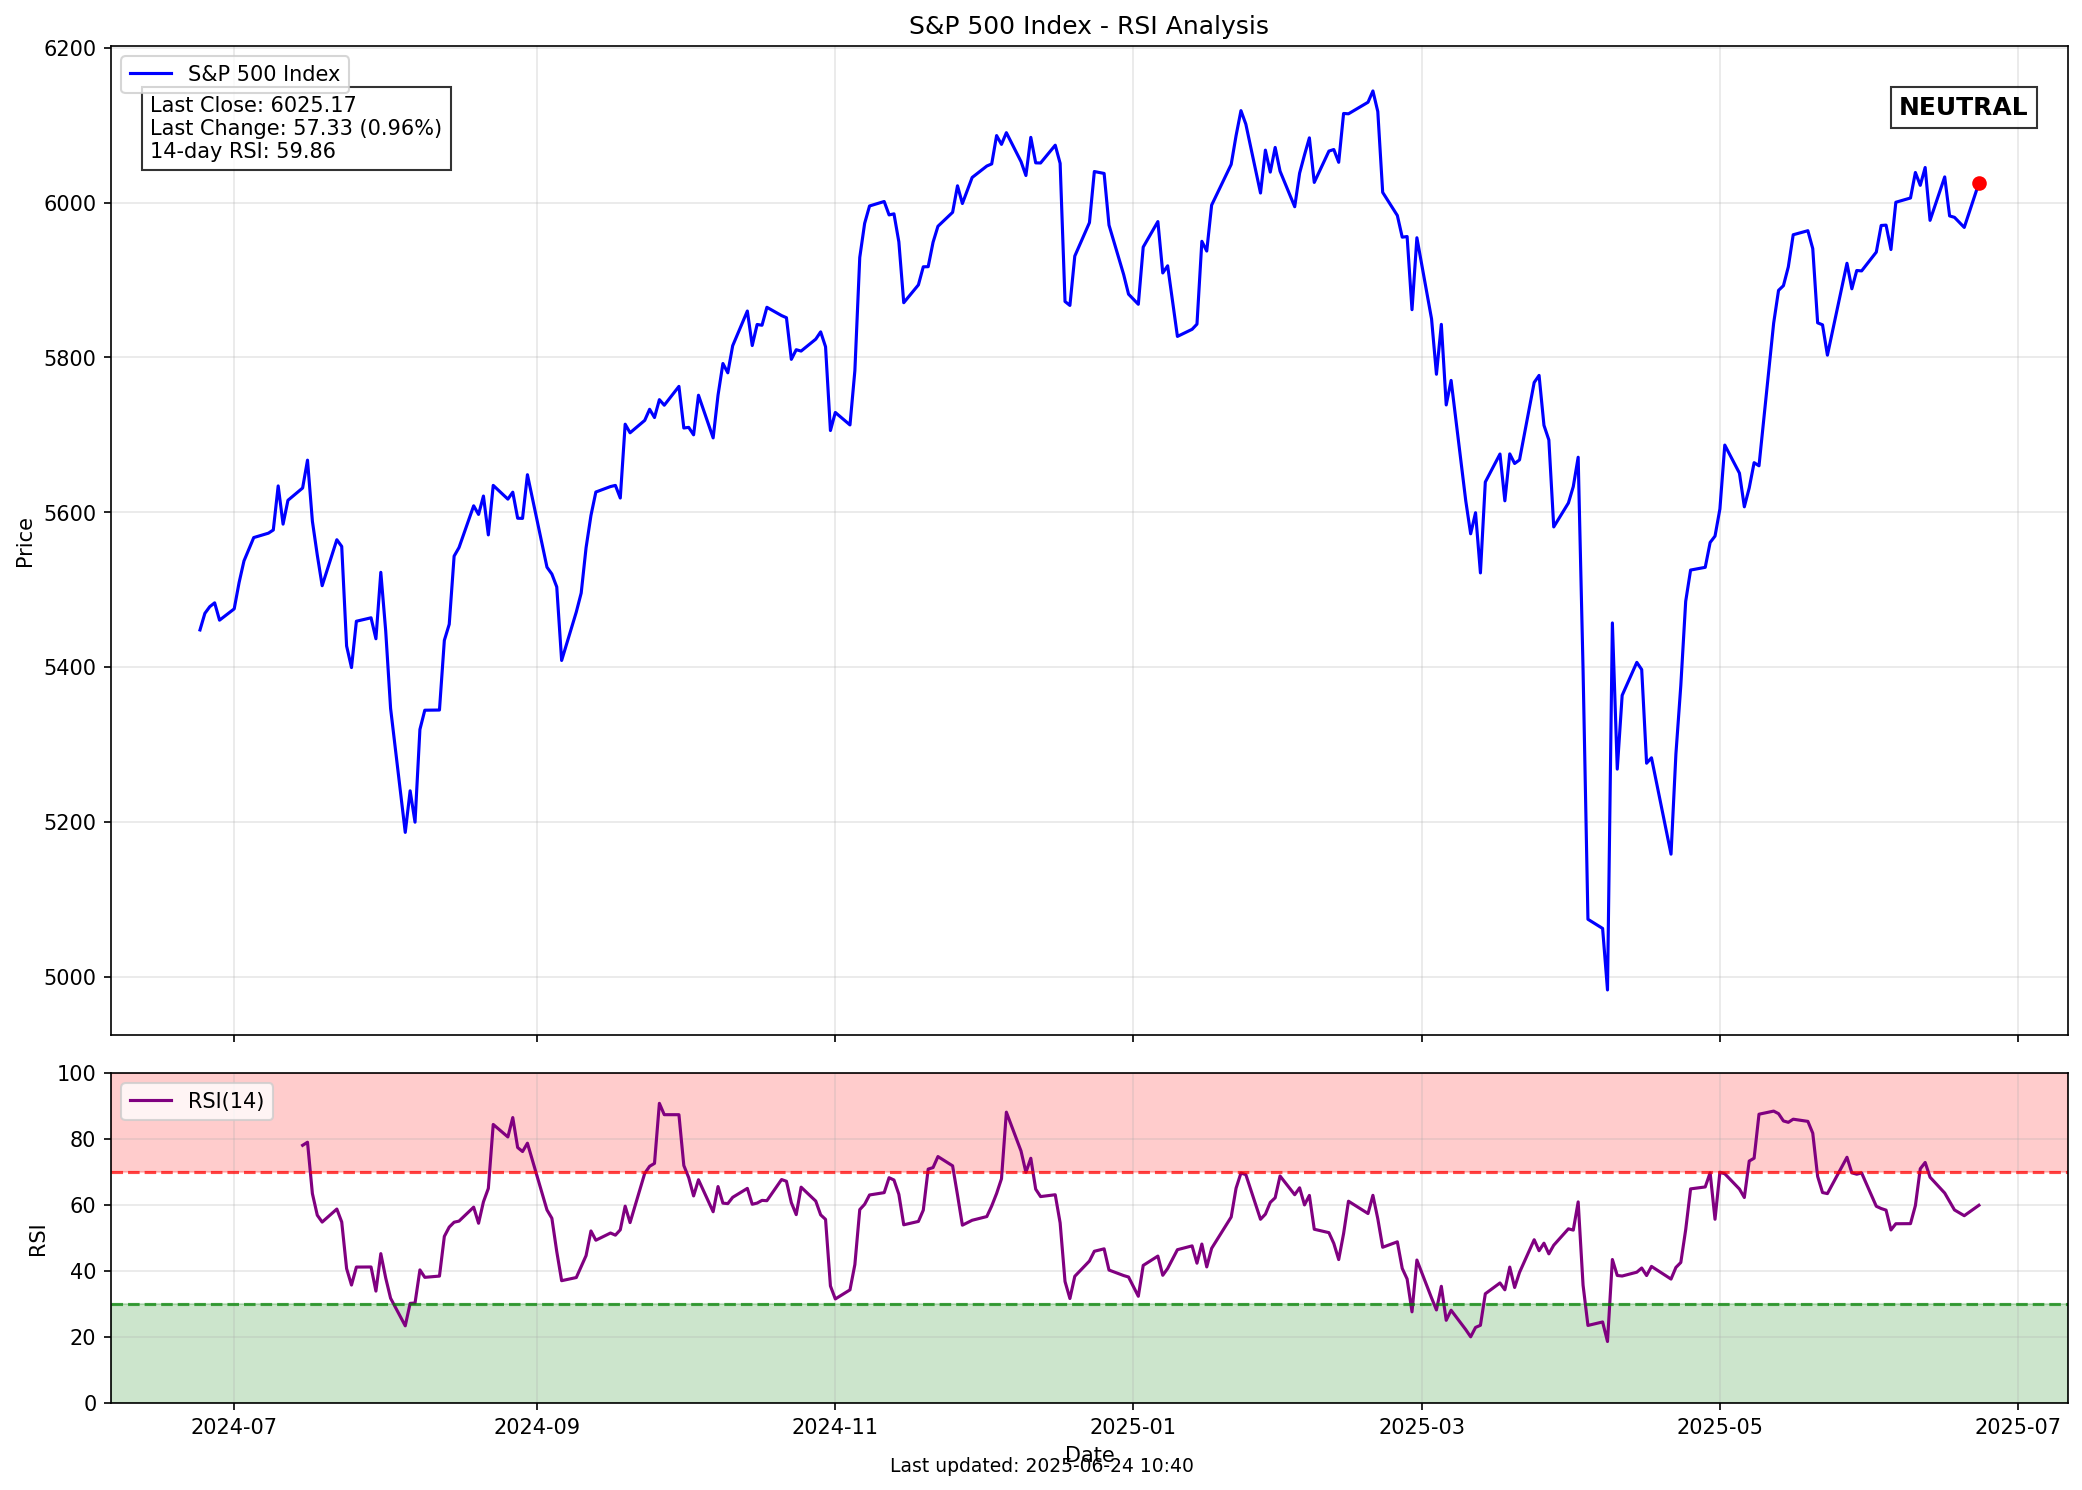 S&P 500 Index - RSI Analysis
S&P 500 Index
Last Close: 6025.17
Last Change: 57.33 (0.96%)
14-day RSI: 59.86
NEUTRAL
Price
6200
6000
5800
5600
5400
5200
5000
RSI(14)
RSI
100
80
60
40
20
0
2024-07
2024-09
2024-11
2025-01
2025-03
2025-05
2025-07
Date
Last updated: 2025-06-24 10:40